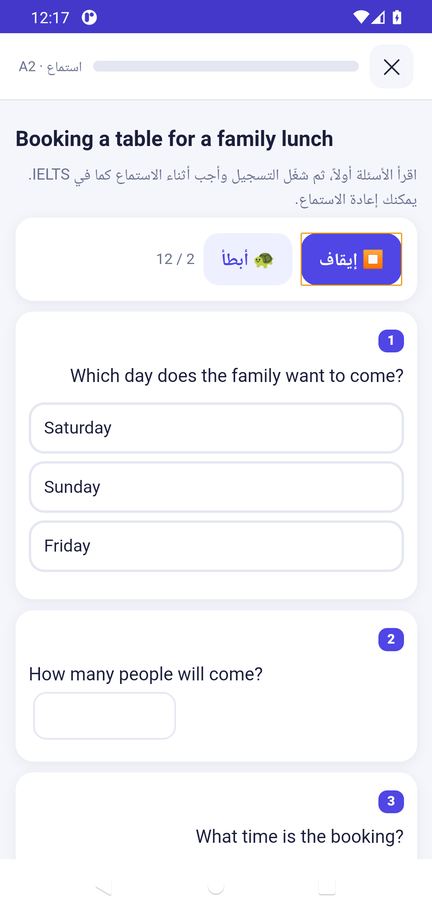 12:17
استماع · A2
Booking a table for a family lunch
اقرأ الأسئلة أولاً، ثم شغّل التسجيل وأجب أثناء الاستماع كما في IELTS.
يمكنك إعادة الاستماع.
إيقاف
أبطأ
2 / 12
1
Which day does the family want to come?
Saturday
Sunday
Friday
2
How many people will come?
3
What time is the booking?